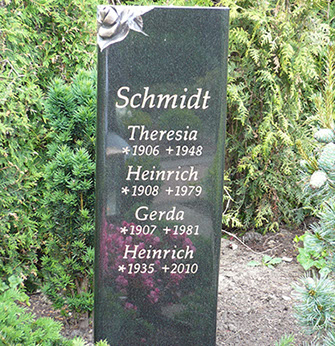 Schmidt
Theresia
*1906 +1948
Heinrich
*1908 +1979
Gerda
*1907 +1981
Heinrich
*1935 +2010